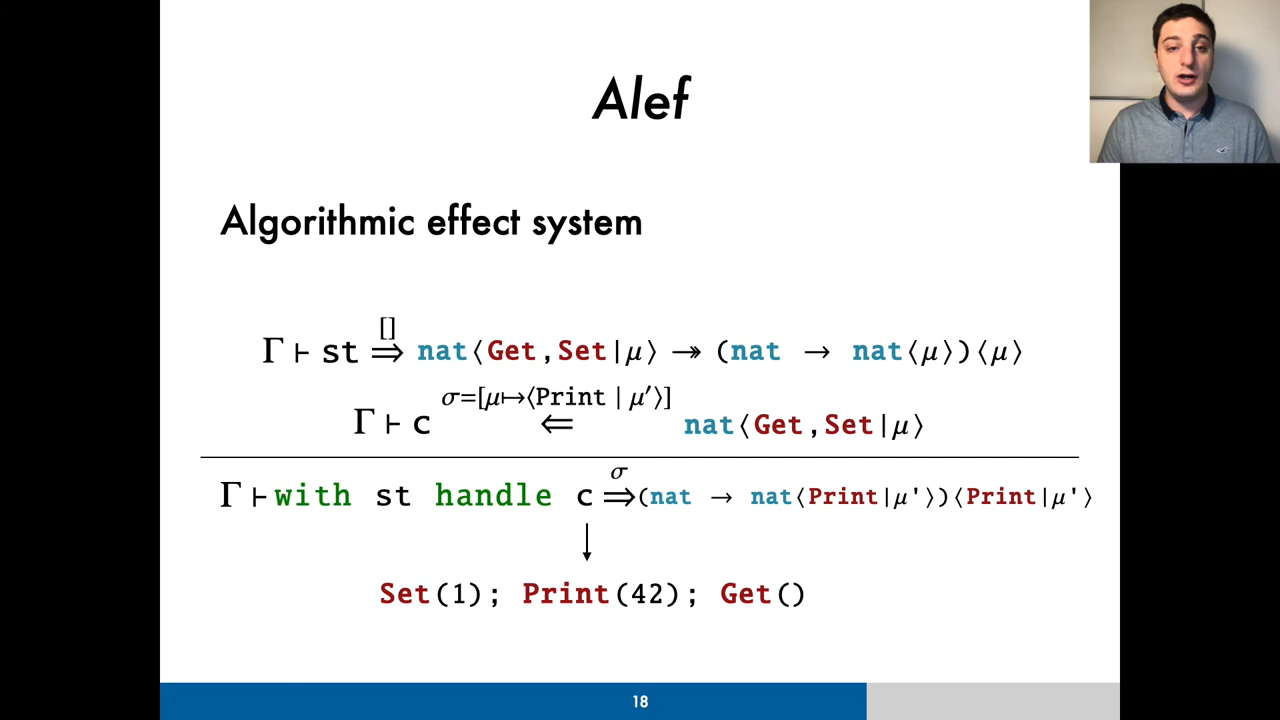 Alef
Algorithmic effect system
[]
Γ ⊢ st ⇒ nat⟨Get,Set|μ⟩ ↠ (nat → nat⟨μ⟩)⟨μ⟩
σ=[μ↦⟨Print | μ′⟩]
Γ ⊢ c ⇐ nat⟨Get,Set|μ⟩
σ
Γ ⊢with st handle c ⇒(nat → nat⟨Print|μ'⟩)⟨Print|μ'⟩
↓
Set(1); Print(42); Get()
18